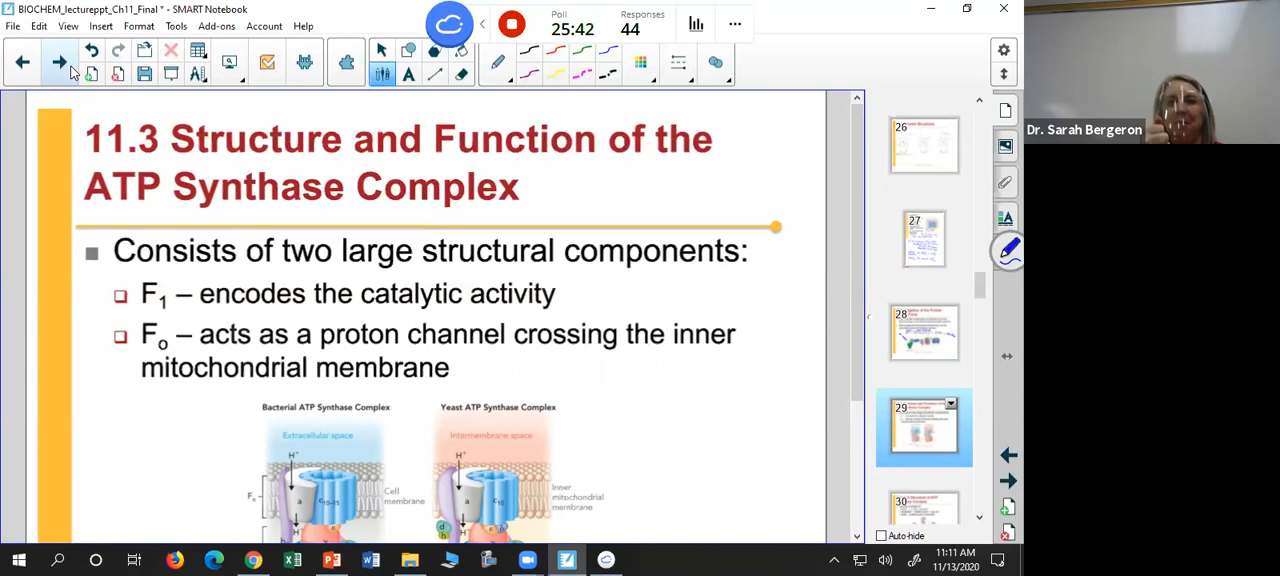 BIOCHEM_lectureppt_Ch11_Final * - SMART Notebook
File Edit View Insert Format Tools Add-ons Account Help
Poll
25:42
Responses
44
Dr. Sarah Bergeron
11.3 Structure and Function of the
ATP Synthase Complex
Consists of two large structural components:
F1 – encodes the catalytic activity
Fo – acts as a proton channel crossing the inner
mitochondrial membrane
Bacterial ATP Synthase Complex
Yeast ATP Synthase Complex
Extracellular space
Intermembrane space
H+
H+
Fo
a
c10-15
Cell
membrane
a
c10
Inner
mitochondrial
membrane
H+
H+
b
d
h
26
27
28
29
30
Auto-hide
11:11 AM
11/13/2020